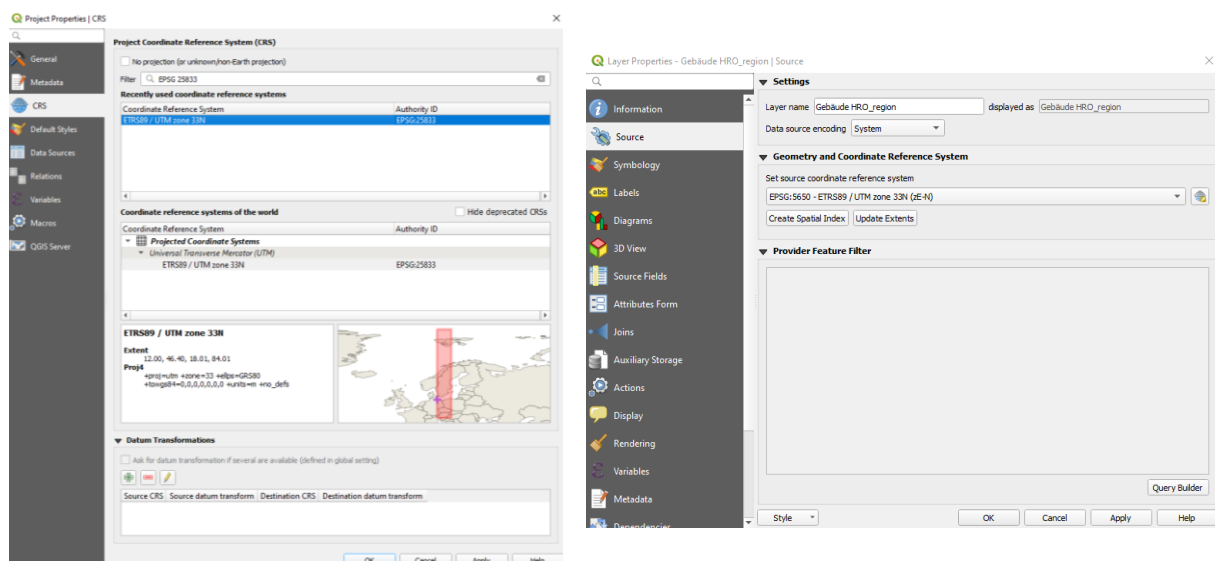 Project Properties | CRS
General
Metadata
CRS
Default Styles
Data Sources
Relations
Variables
Macros
QGIS Server
Project Coordinate Reference System (CRS)
No projection (or unknown/non-Earth projection)
Filter EPSG 25833
Recently used coordinate reference systems
Coordinate Reference System Authority ID
ETRS89 / UTM zone 33N EPSG:25833
Coordinate reference systems of the world Hide deprecated CRSs
Coordinate Reference System Authority ID
Projected Coordinate Systems
Universal Transverse Mercator (UTM)
ETRS89 / UTM zone 33N EPSG:25833
ETRS89 / UTM zone 33N
Extent
12.00, 46.40, 18.01, 84.01
Proj4
+proj=utm +zone=33 +ellps=GRS80
+towgs84=0,0,0,0,0,0,0 +units=m +no_defs
Datum Transformations
Ask for datum transformation if several are available (defined in global setting)
Source CRS Source datum transform Destination CRS Destination datum transform
OK Cancel Apply Help
Layer Properties - Gebäude HRO_region | Source
Information
Source
Symbology
abc Labels
Diagrams
3D View
Source Fields
Attributes Form
Joins
Auxiliary Storage
Actions
Display
Rendering
Variables
Metadata
Dependencies
Settings
Layer name Gebäude HRO_region displayed as Gebäude HRO_region
Data source encoding System
Geometry and Coordinate Reference System
Set source coordinate reference system
EPSG:5650 - ETRS89 / UTM zone 33N (zE-N)
Create Spatial Index Update Extents
Provider Feature Filter
Query Builder
Style OK Cancel Apply Help